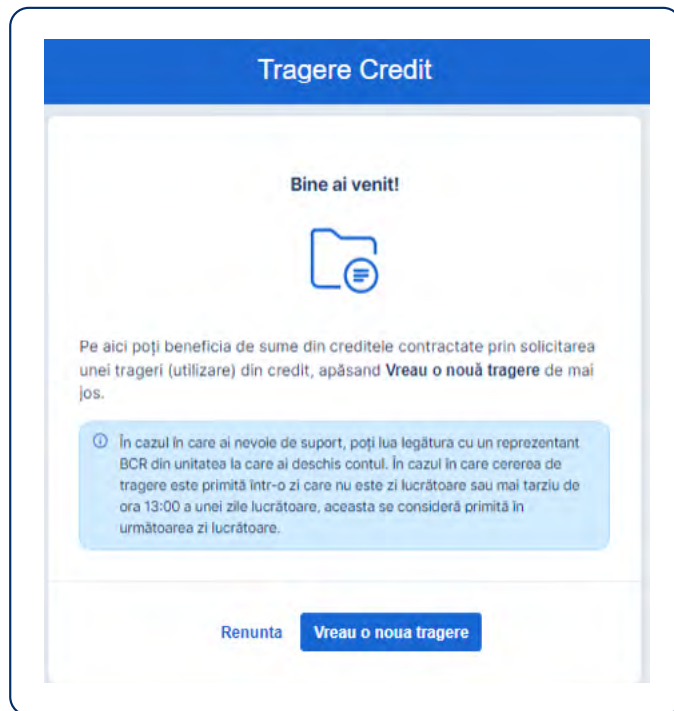 Tragere Credit
Bine ai venit!
Pe aici poți beneficia de sume din creditele contractate prin solicitarea
unei trageri (utilizare) din credit, apăsand Vreau o nouă tragere de mai
jos.
În cazul în care ai nevoie de suport, poți lua legătura cu un reprezentant
BCR din unitatea la care ai deschis contul. În cazul în care cererea de
tragere este primită într-o zi care nu este zi lucrătoare sau mai tarziu de
ora 13:00 a unei zile lucrătoare, aceasta se consideră primită în
următoarea zi lucrătoare.
Renunta Vreau o noua tragere